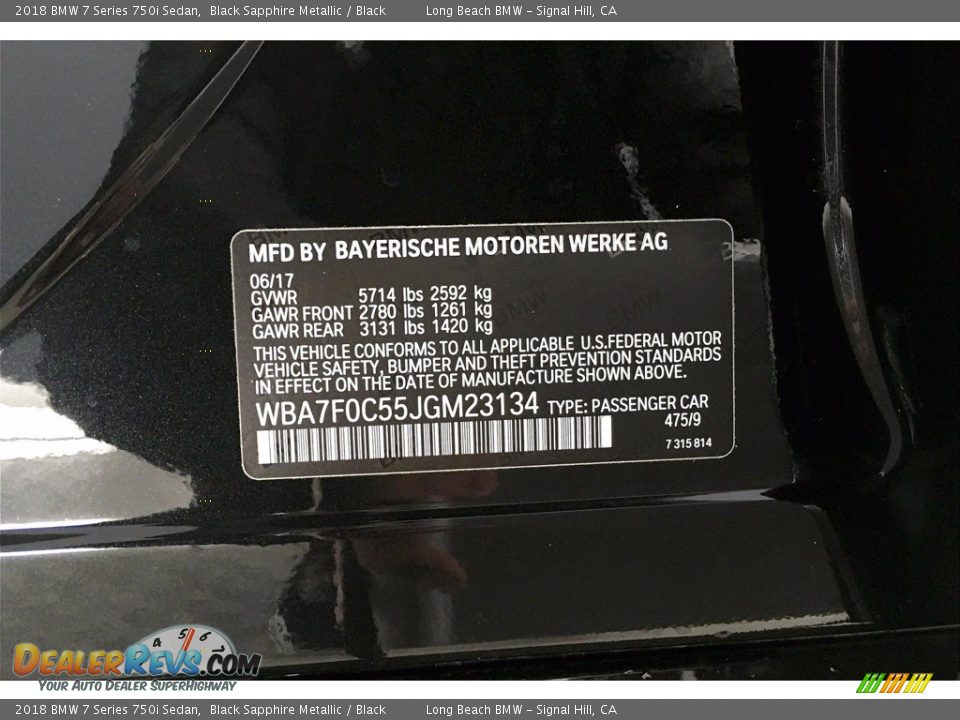 2018 BMW 7 Series 750i Sedan, Black Sapphire Metallic / Black Long Beach BMW - Signal Hill, CA
MFD BY BAYERISCHE MOTOREN WERKE AG
06/17
GVWR 5714 lbs 2592 kg
GAWR FRONT 2780 lbs 1261 kg
GAWR REAR 3131 lbs 1420 kg
THIS VEHICLE CONFORMS TO ALL APPLICABLE U.S.FEDERAL MOTOR
VEHICLE SAFETY, BUMPER AND THEFT PREVENTION STANDARDS
IN EFFECT ON THE DATE OF MANUFACTURE SHOWN ABOVE.
WBA7F0C55JGM23134 TYPE: PASSENGER CAR
475/9
7 315 814
4 5 6
DEALERREVS.COM
YOUR AUTO DEALER SUPERHIGHWAY
2018 BMW 7 Series 750i Sedan, Black Sapphire Metallic / Black Long Beach BMW - Signal Hill, CA